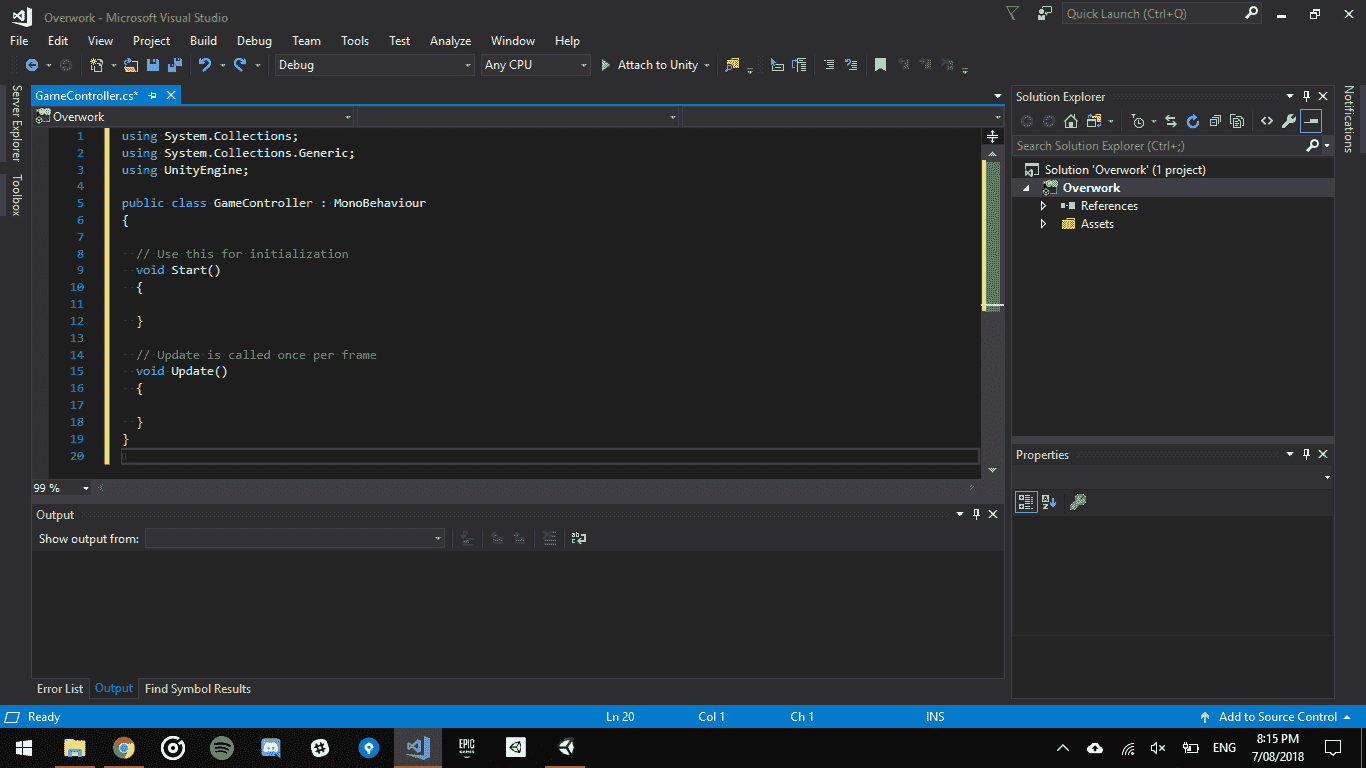 Overwork - Microsoft Visual Studio
Quick Launch (Ctrl+Q)
File Edit View Project Build Debug Team Tools Test Analyze Window Help
Debug Any CPU Attach to Unity
Server Explorer
Toolbox
GameController.cs*
Overwork
1 using System.Collections;
2 using System.Collections.Generic;
3 using UnityEngine;
4
5 public class GameController : MonoBehaviour
6 {
7
8 // Use this for initialization
9 void Start()
10 {
11
12 }
13
14 // Update is called once per frame
15 void Update()
16 {
17
18 }
19 }
20
99 %
Output
Show output from:
Error List Output Find Symbol Results
Solution Explorer
Search Solution Explorer (Ctrl+;)
Solution 'Overwork' (1 project)
Overwork
References
Assets
Properties
Notifications
Ready Ln 20 Col 1 Ch 1 INS Add to Source Control
EPIC
GAMES
ENG
8:15 PM
7/08/2018